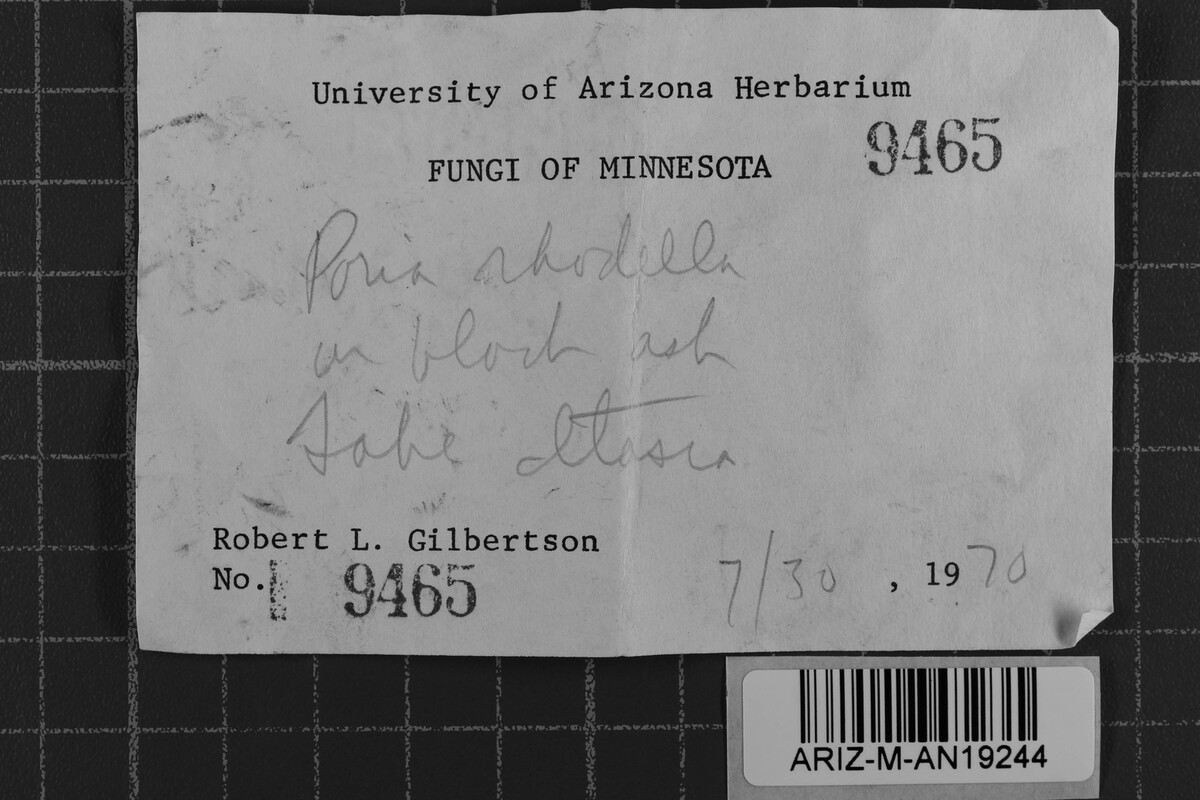 University of Arizona Herbarium
9465
FUNGI OF MINNESOTA
Poria rhodella
on black ash
Lake Itasca
Robert L. Gilbertson
No. 9465
7/30, 1970
ARIZ-M-AN19244